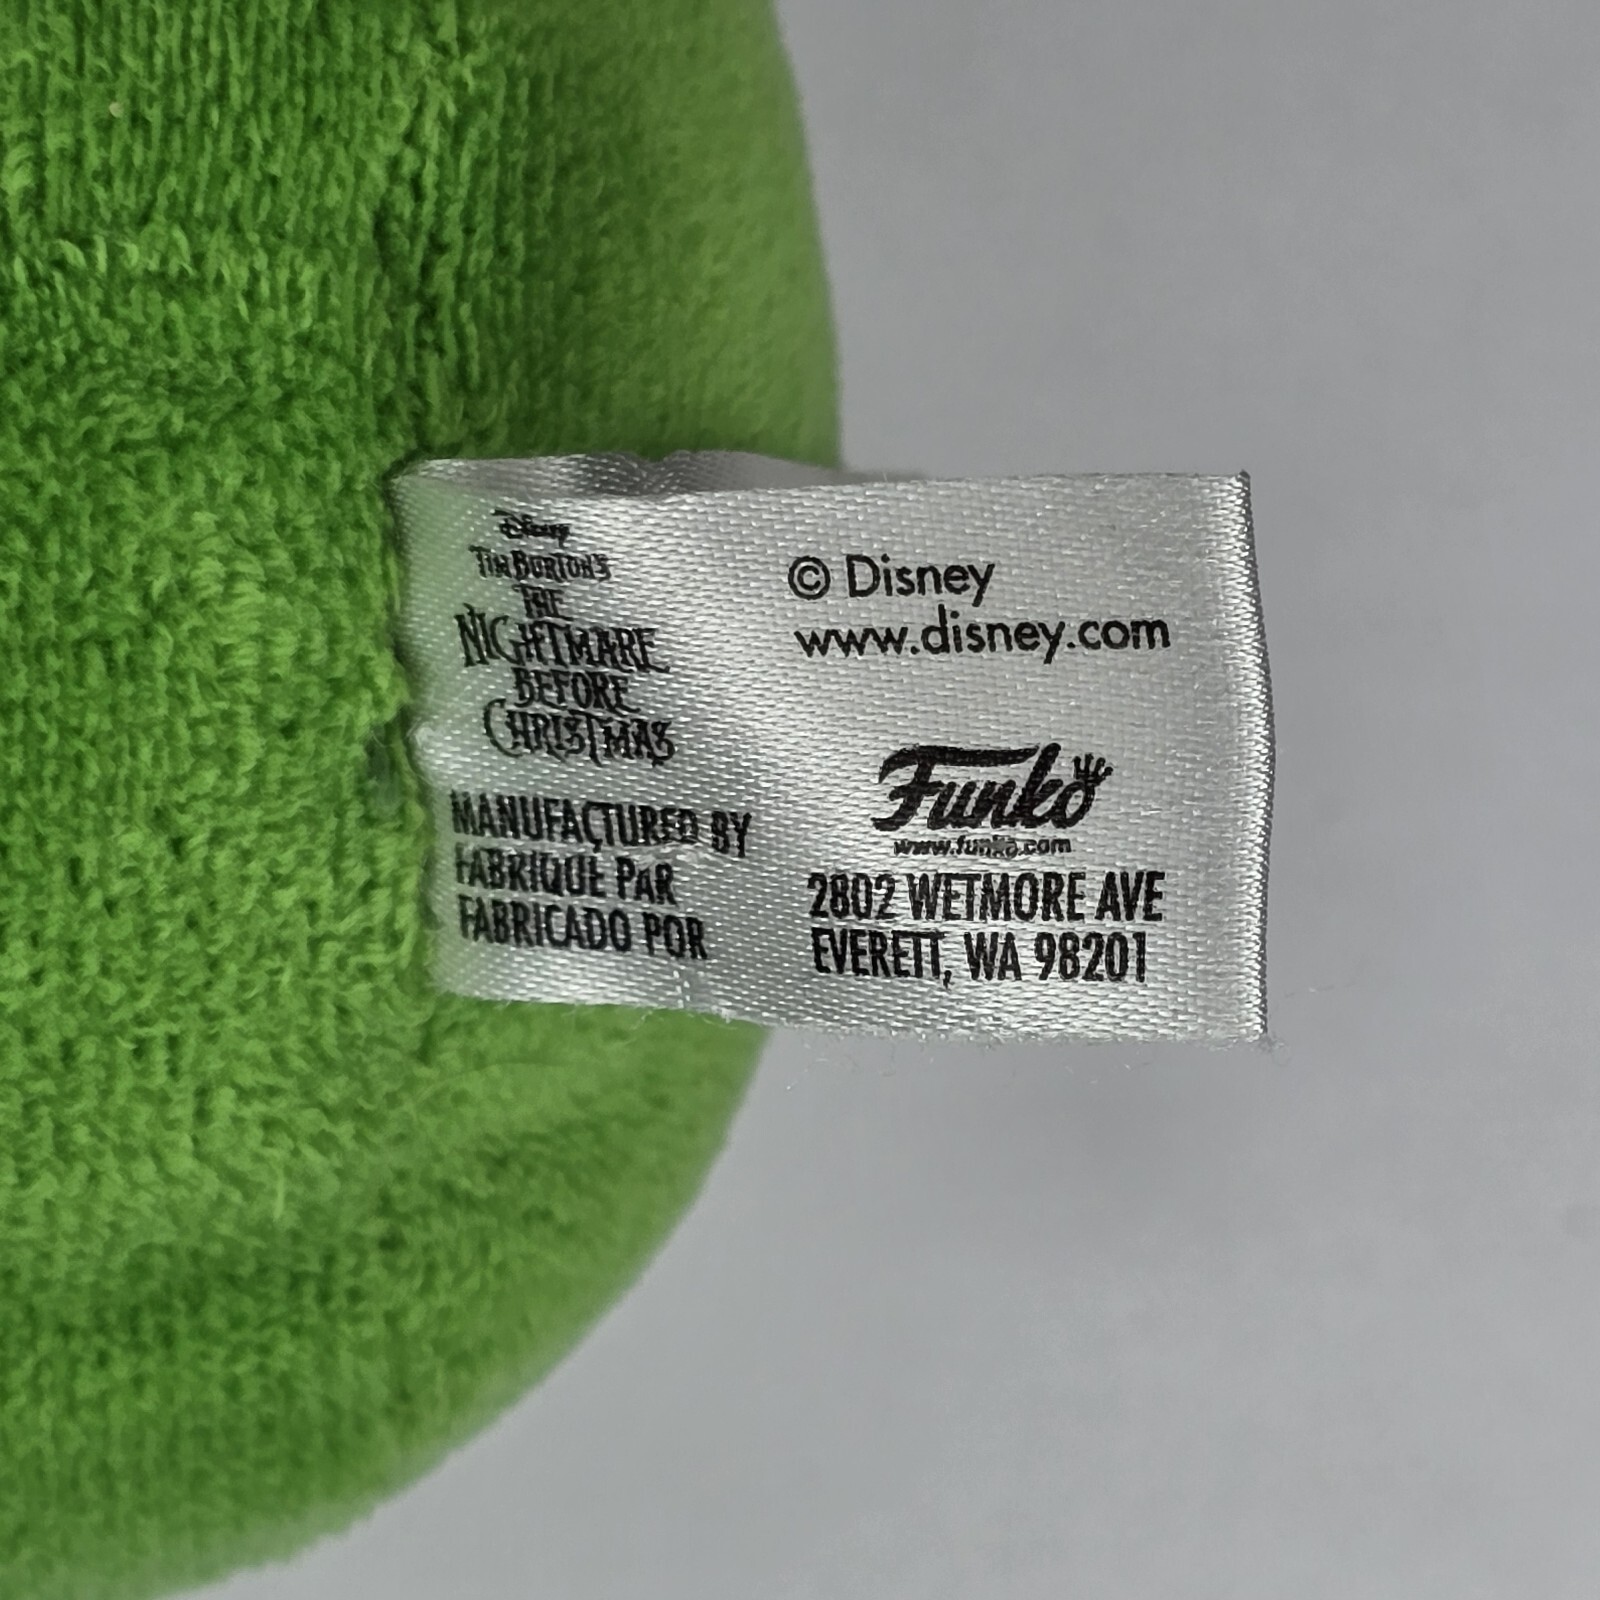 Disney
TIM BURTON'S
THE
NIGHTMARE
BEFORE
CHRISTMAS
MANUFACTURED BY
FABRIQUE PAR
FABRICADO POR
© Disney
www.disney.com
Funko
www.funko.com
2802 WETMORE AVE
EVERETT, WA 98201